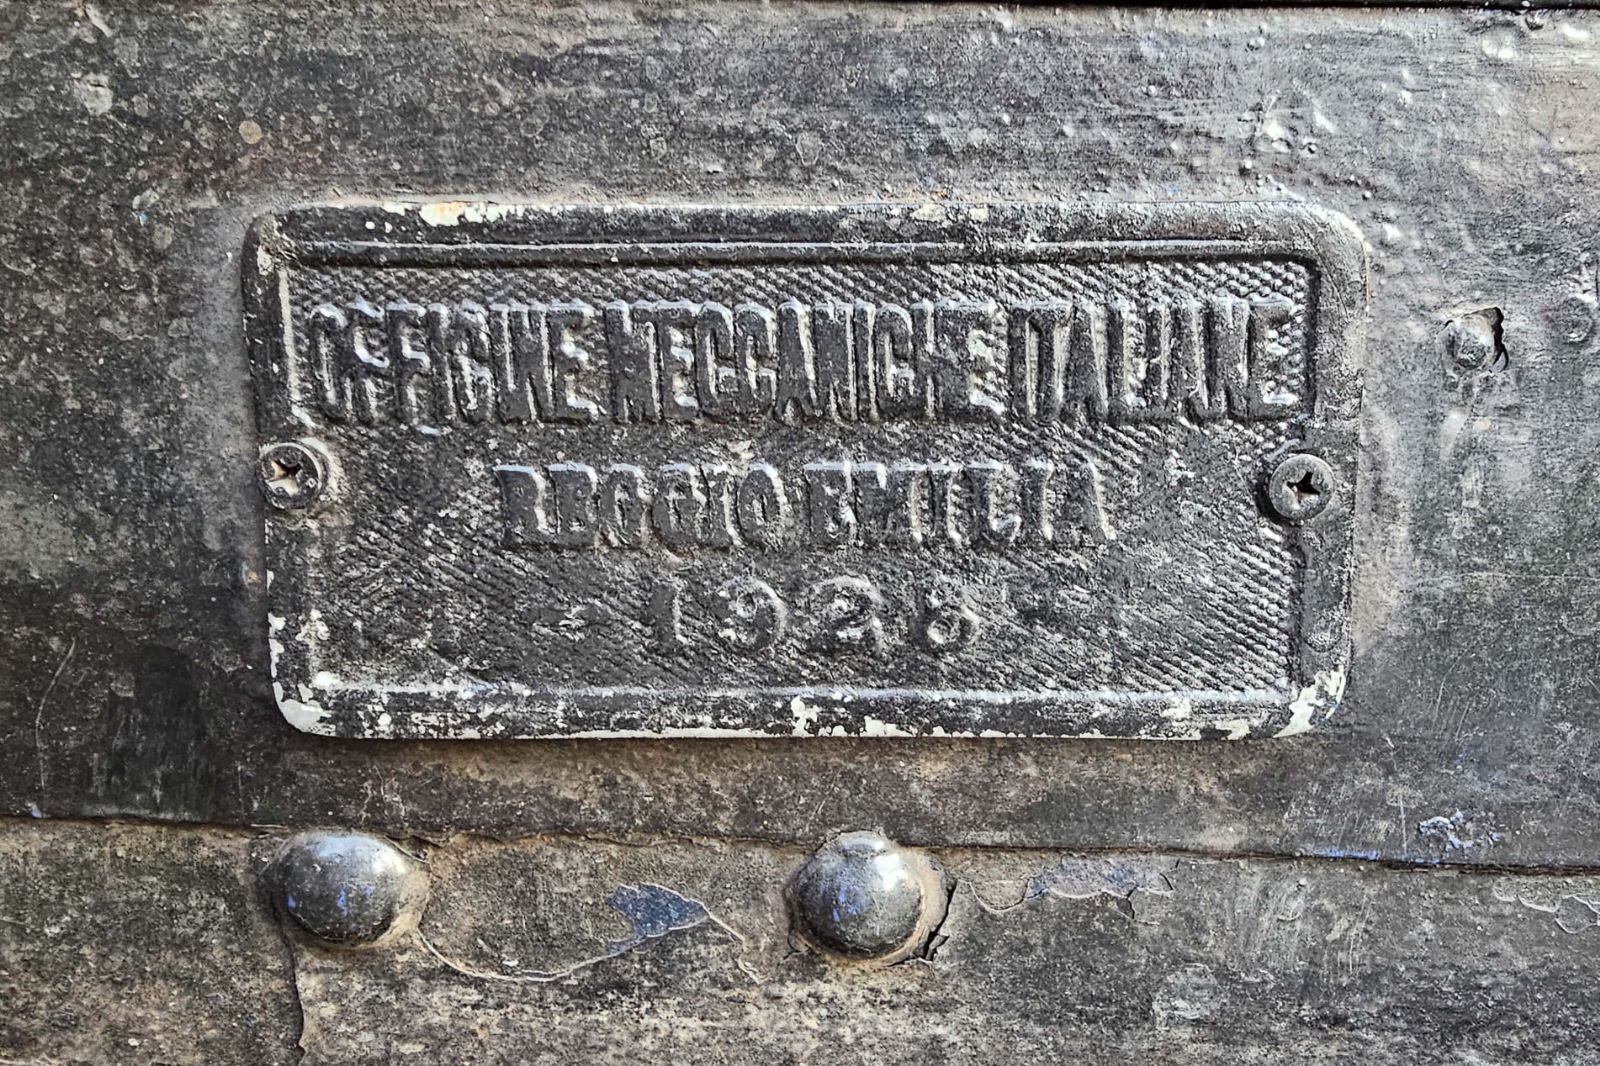 OFFICINE MECCANICHE ITALIANE
REGGIO EMILIA
- 1928 -